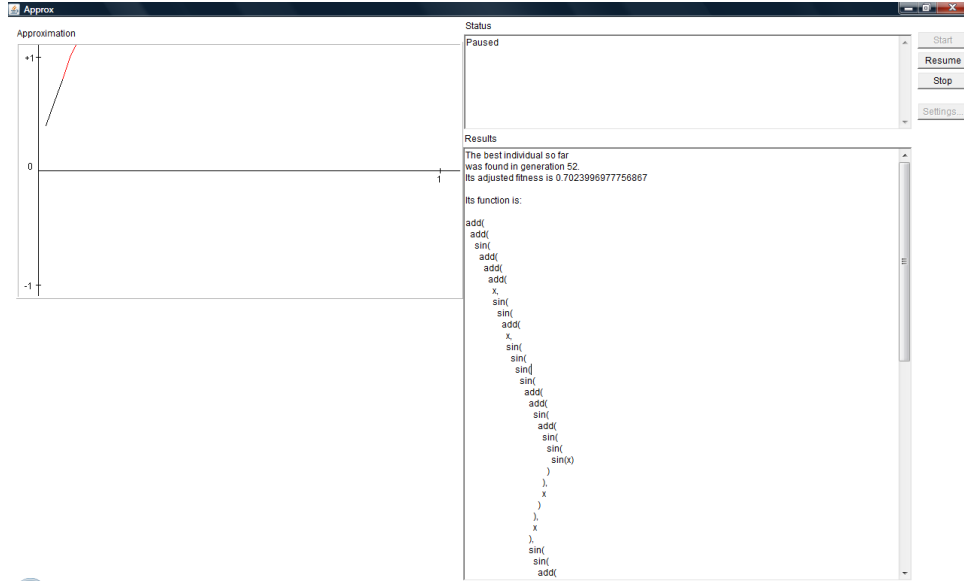 Approx
Approximation
+1
0
1
-1
Status
Paused
Start
Resume
Stop
Settings...
Results
The best individual so far
was found in generation 52.
Its adjusted fitness is 0.7023996977756867
Its function is:
add(
add(
sin(
add(
add(
add(
x,
sin(
sin(
add(
x,
sin(
sin(
sin(
sin(
add(
add(
sin(
add(
sin(
sin(
sin(x)
)
),
x
)
),
x
),
sin(
sin(
add(